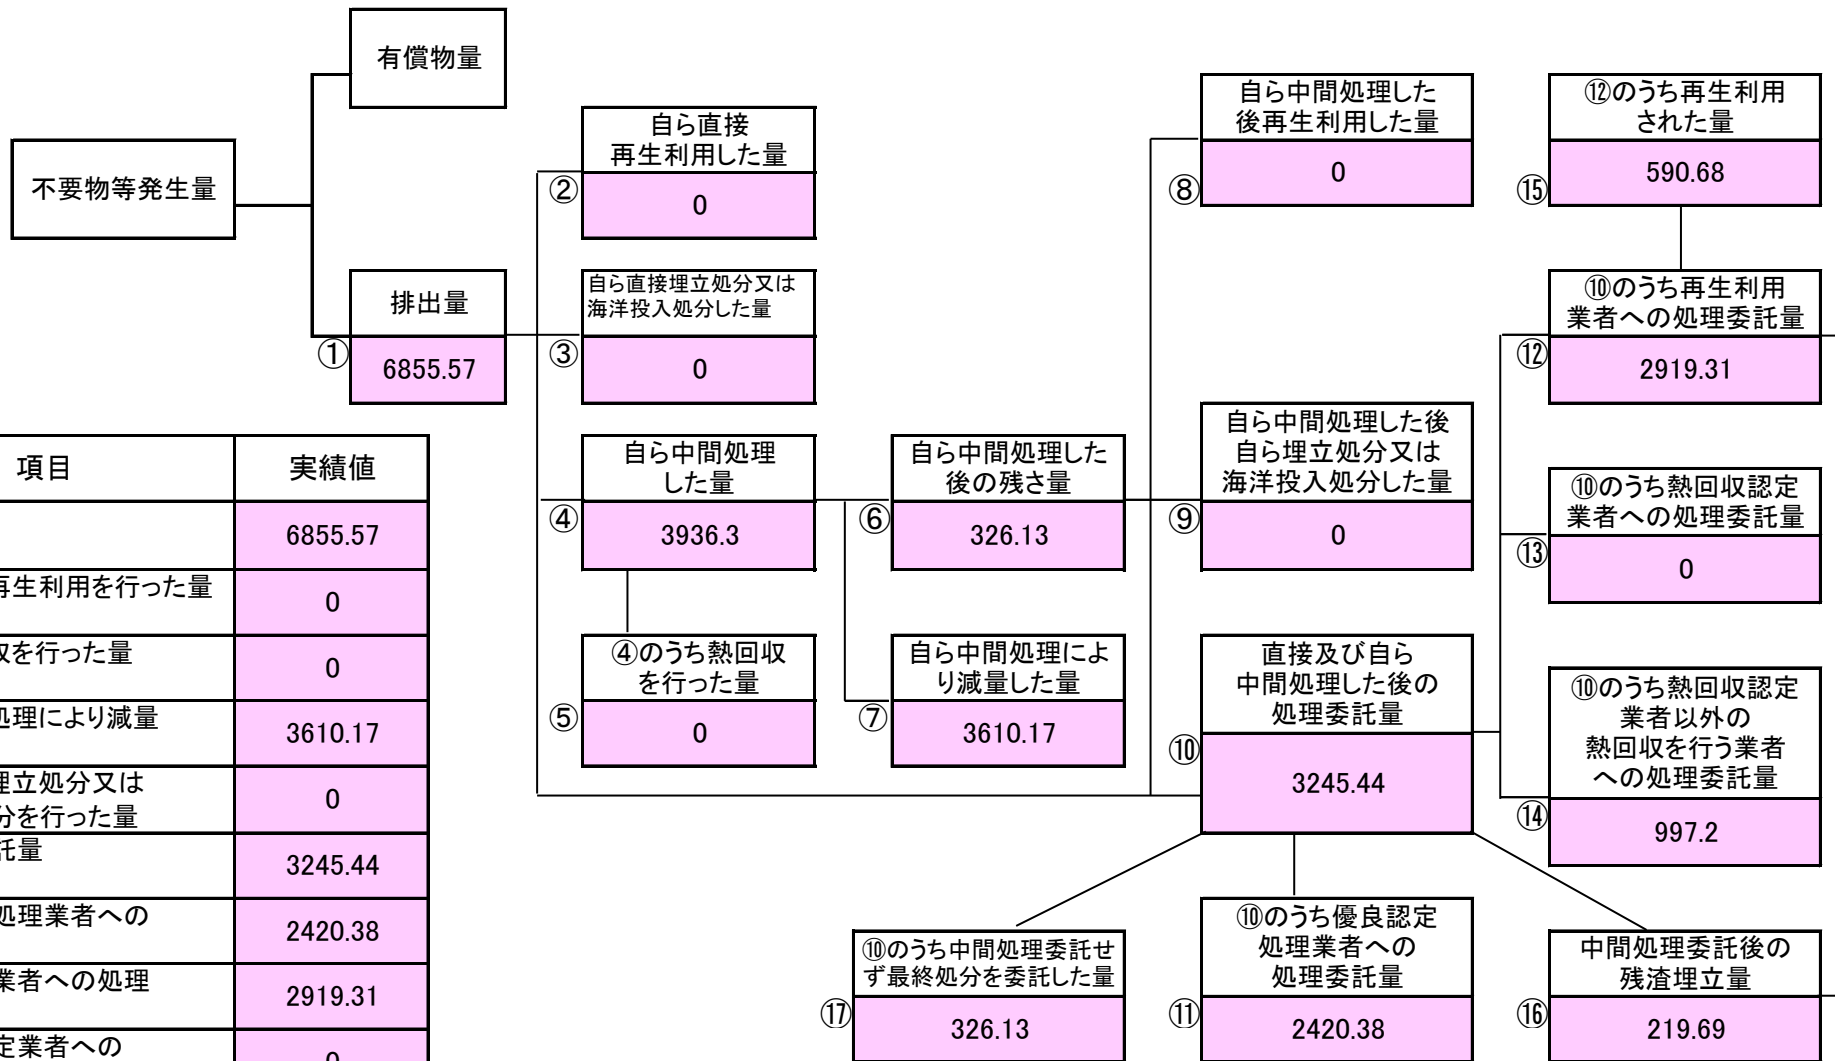 有償物量
不要物等発生量
排出量
①
6855.57
自ら直接
再生利用した量
②
0
自ら直接埋立処分又は
海洋投入処分した量
③
0
自ら中間処理
した量
④
3936.3
④のうち熱回収
を行った量
⑤
0
自ら中間処理した
後の残さ量
⑥
326.13
自ら中間処理によ
り減量した量
⑦
3610.17
自ら中間処理した
後再生利用した量
⑧
0
自ら中間処理した後
自ら埋立処分又は
海洋投入処分した量
⑨
0
直接及び自ら
中間処理した後の
処理委託量
⑩
3245.44
⑩のうち優良認定
処理業者への
処理委託量
⑪
2420.38
⑫のうち再生利用
された量
⑮
590.68
⑩のうち再生利用
業者への処理委託量
⑫
2919.31
⑩のうち熱回収認定
業者への処理委託量
⑬
0
⑩のうち熱回収認定
業者以外の
熱回収を行う業者
への処理委託量
⑭
997.2
中間処理委託後の
残渣埋立量
⑯
219.69
⑩のうち中間処理委託せ
ず最終処分を委託した量
⑰
326.13
項目 実績値
6855.57
再生利用を行った量 0
収を行った量 0
処理により減量 3610.17
埋立処分又は
分を行った量 0
託量 3245.44
処理業者への 2420.38
業者への処理 2919.31
定業者への 0